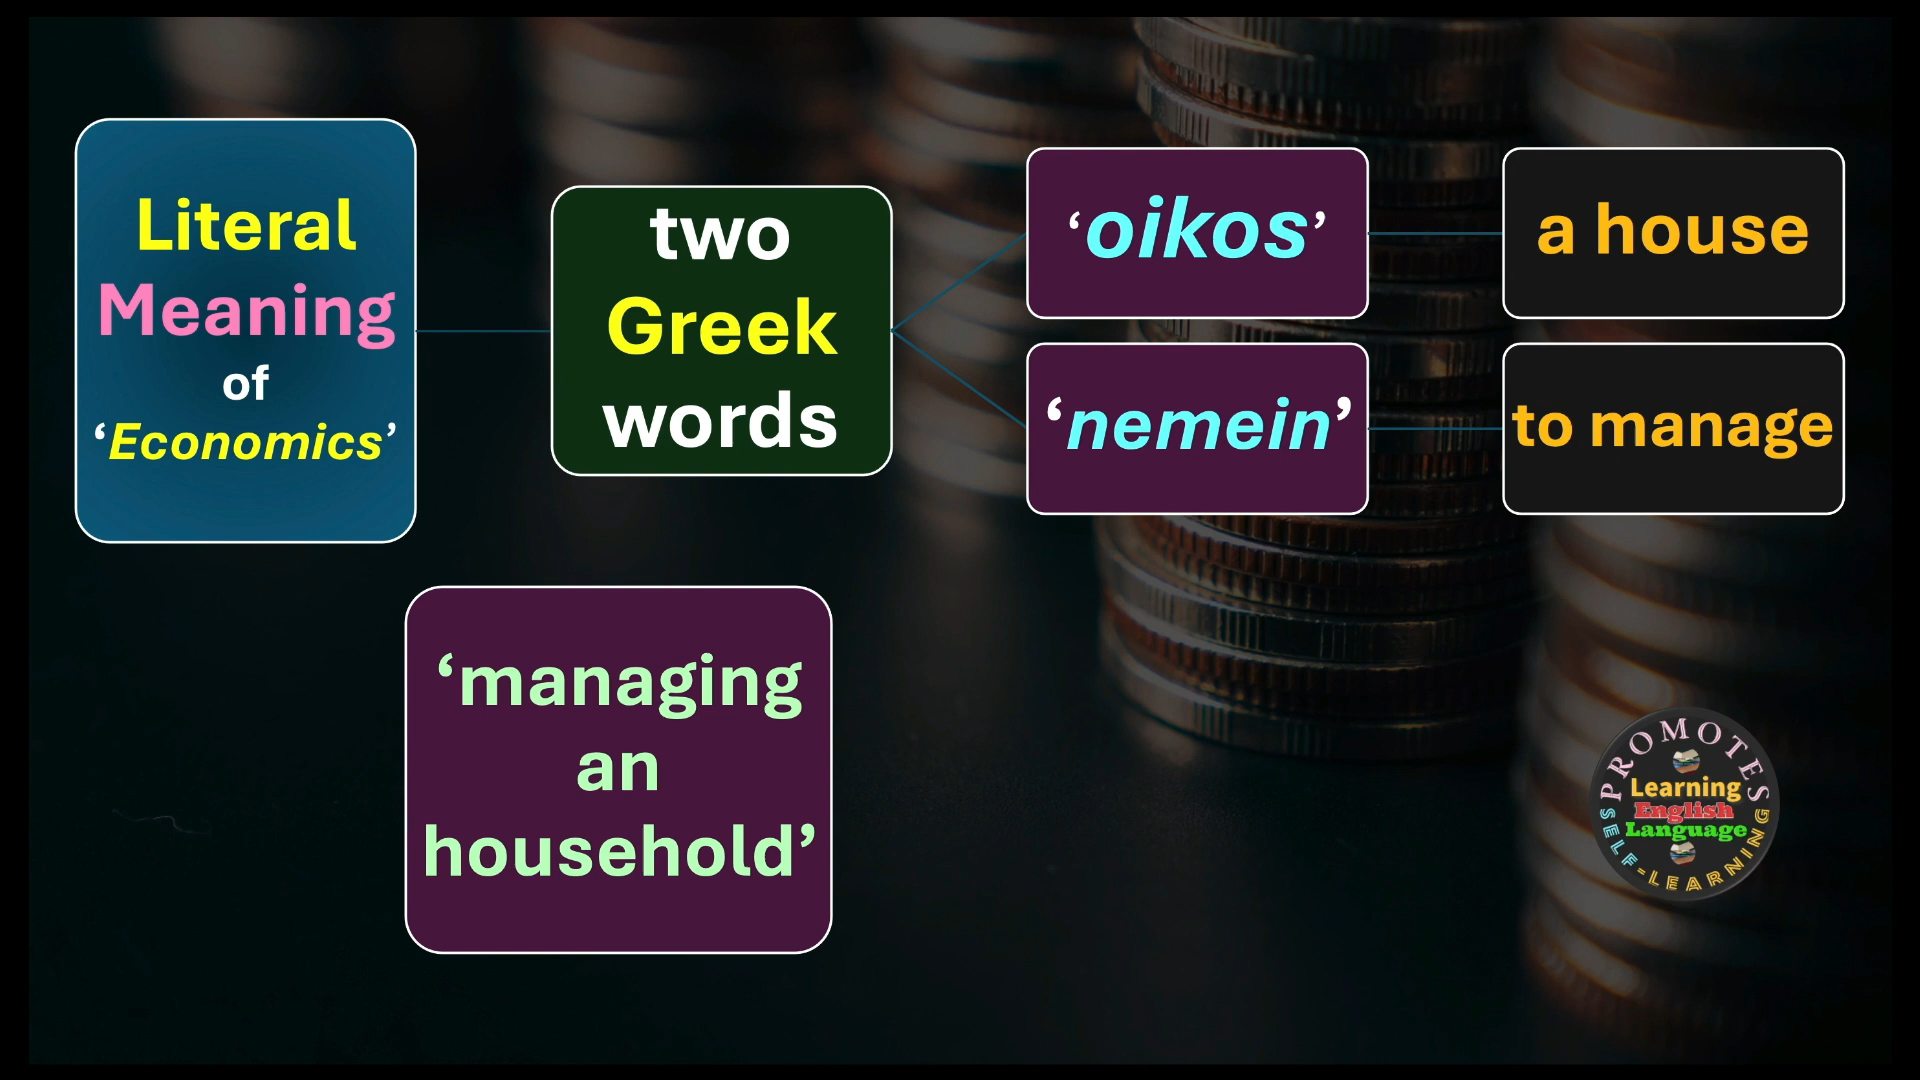 Literal
Meaning
of
‘Economics’
two
Greek
words
‘oikos’
a house
‘nemein’
to manage
‘managing
an
household’
PROMOTES
Learning
English
Language
SELF-LEARNING